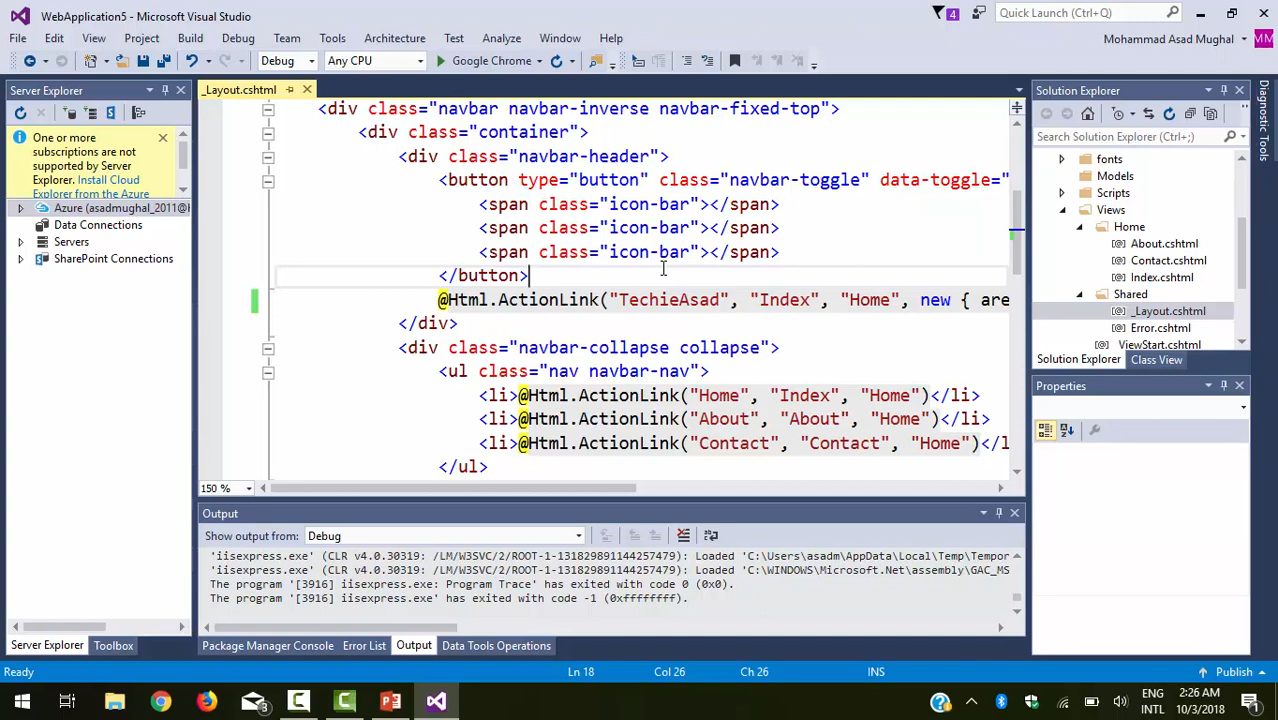 WebApplication5 - Microsoft Visual Studio
4
Quick Launch (Ctrl+Q)
File Edit View Project Build Debug Team Tools Architecture Test Analyze Window Help
Mohammad Asad Mughal
MM
Debug
Any CPU
Google Chrome
Server Explorer
One or more
subscriptions are not
supported by Server
Explorer. Install Cloud
Explorer from the Azure
Azure (asadmughal_2011@H
Data Connections
Servers
SharePoint Connections
Server Explorer Toolbox
_Layout.cshtml
<div class="navbar navbar-inverse navbar-fixed-top">
<div class="container">
<div class="navbar-header">
<button type="button" class="navbar-toggle" data-toggle="
<span class="icon-bar"></span>
<span class="icon-bar"></span>
<span class="icon-bar"></span>
</button>
@Html.ActionLink("TechieAsad", "Index", "Home", new { are
</div>
<div class="navbar-collapse collapse">
<ul class="nav navbar-nav">
<li>@Html.ActionLink("Home", "Index", "Home")</li>
<li>@Html.ActionLink("About", "About", "Home")</li>
<li>@Html.ActionLink("Contact", "Contact", "Home")</l
</ul>
150 %
Output
Show output from: Debug
'iisexpress.exe' (CLR v4.0.30319: /LM/W3SVC/2/ROOT-1-131829891144257479): Loaded 'C:\Users\asadm\AppData\Local\Temp\Tempor
'iisexpress.exe' (CLR v4.0.30319: /LM/W3SVC/2/ROOT-1-131829891144257479): Loaded 'C:\WINDOWS\Microsoft.Net\assembly\GAC_MS
The program '[3916] iisexpress.exe: Program Trace' has exited with code 0 (0x0).
The program '[3916] iisexpress.exe' has exited with code -1 (0xffffffff).
Package Manager Console Error List Output Data Tools Operations
Solution Explorer
Search Solution Explorer (Ctrl+;)
fonts
Models
Scripts
Views
Home
About.cshtml
Contact.cshtml
Index.cshtml
Shared
_Layout.cshtml
Error.cshtml
ViewStart.cshtml
Solution Explorer Class View
Properties
Diagnostic Tools
Ready
Ln 18
Col 26
Ch 26
INS
Publish
3
ENG
INTL
2:26 AM
10/3/2018
1